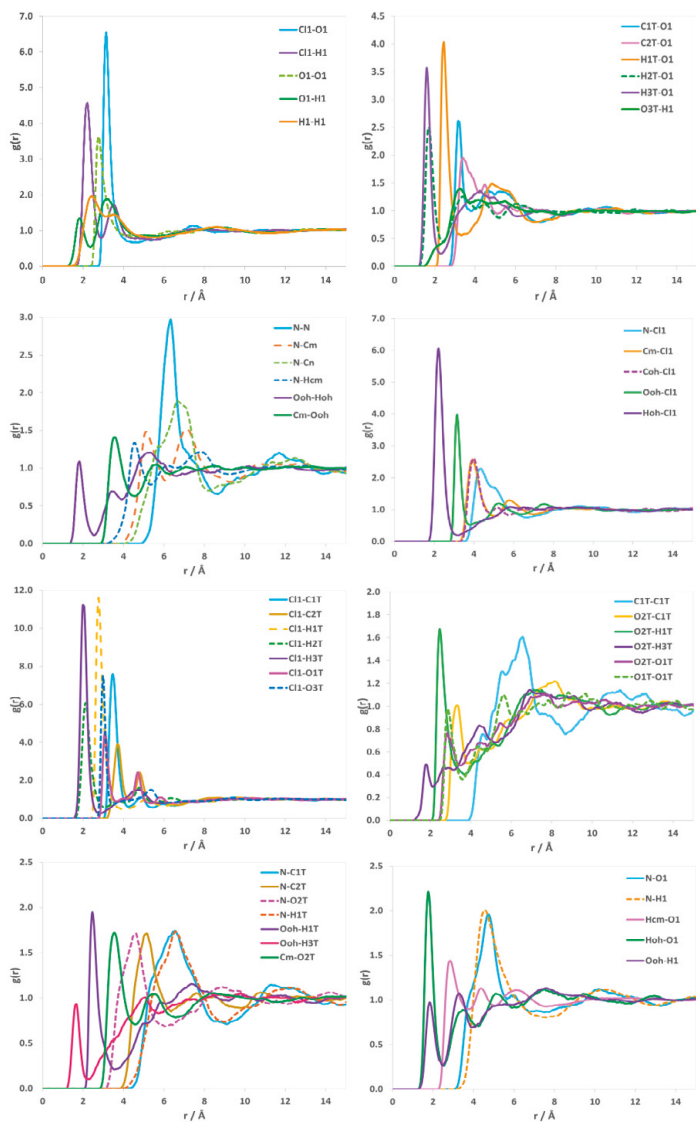 7.0
6.0
5.0
4.0
3.0
2.0
1.0
0.0
g(r)
0 2 4 6 8 10 12 14
r / Å
Cl1-O1
Cl1-H1
O1-O1
O1-H1
H1-H1
4.5
4.0
3.5
3.0
2.5
2.0
1.5
1.0
0.5
0.0
g(r)
0 2 4 6 8 10 12 14
r / Å
C1T-O1
C2T-O1
H1T-O1
H2T-O1
H3T-O1
O3T-H1
3.0
2.5
2.0
1.5
1.0
0.5
0.0
g(r)
0 2 4 6 8 10 12 14
r / Å
N-N
N-Cm
N-Cn
N-Hcm
Ooh-Hoh
Cm-Ooh
7.0
6.0
5.0
4.0
3.0
2.0
1.0
0.0
g(r)
0 2 4 6 8 10 12 14
r / Å
N-Cl1
Cm-Cl1
Coh-Cl1
Ooh-Cl1
Hoh-Cl1
12.0
10.0
8.0
6.0
4.0
2.0
0.0
g(r)
0 2 4 6 8 10 12 14
r / Å
Cl1-C1T
Cl1-C2T
Cl1-H1T
Cl1-H2T
Cl1-H3T
Cl1-O1T
Cl1-O3T
2.0
1.8
1.6
1.4
1.2
1.0
0.8
0.6
0.4
0.2
0.0
g(r)
0 2 4 6 8 10 12 14
r / Å
C1T-C1T
O2T-C1T
O2T-H1T
O2T-H3T
O2T-O1T
O1T-O1T
2.5
2.0
1.5
1.0
0.5
0.0
g(r)
0 2 4 6 8 10 12 14
r / Å
N-C1T
N-C2T
N-O2T
N-H1T
Ooh-H1T
Ooh-H3T
Cm-O2T
2.5
2.0
1.5
1.0
0.5
0.0
g(r)
0 2 4 6 8 10 12 14
r / Å
N-O1
N-H1
Hcm-O1
Hoh-O1
Ooh-H1